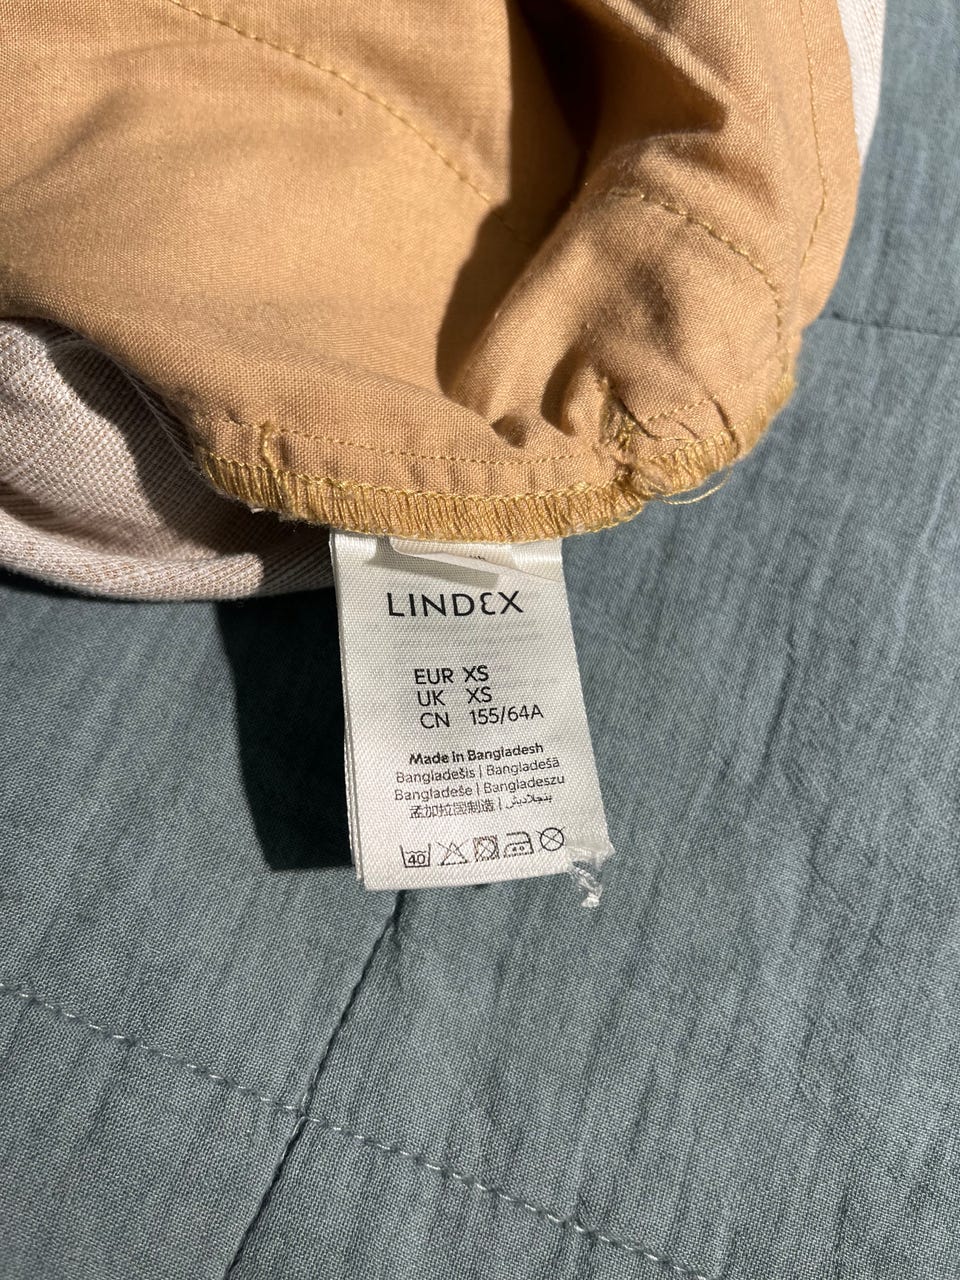 LINDEX
EUR XS
UK XS
CN 155/64A
Made in Bangladesh
Bangladešis | Bangladešā
Bangladeše | Bangladeszu
孟加拉国制造 | بنجلاديش
40